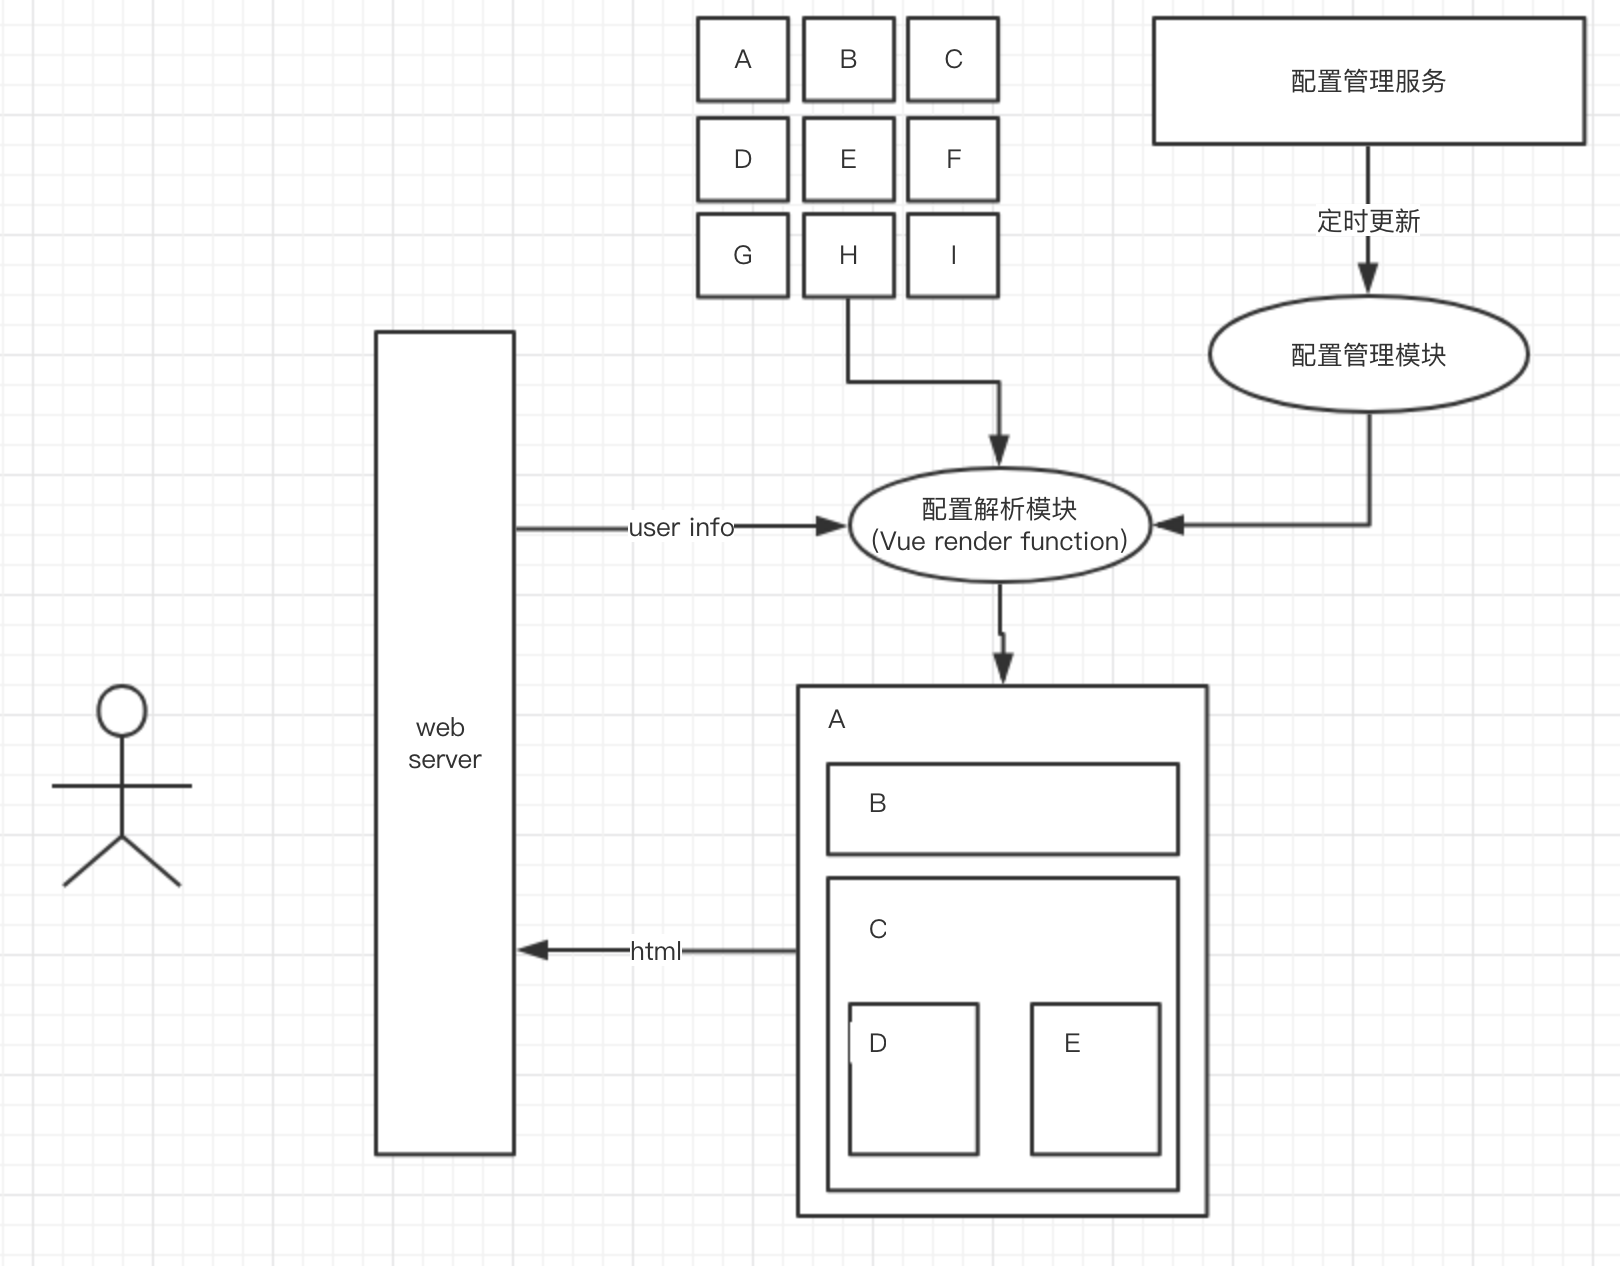 A
B
C
配置管理服务
D
E
F
定时更新
G
H
I
配置管理模块
配置解析模块
(Vue render function)
user info
web
server
A
B
C
html
D
E